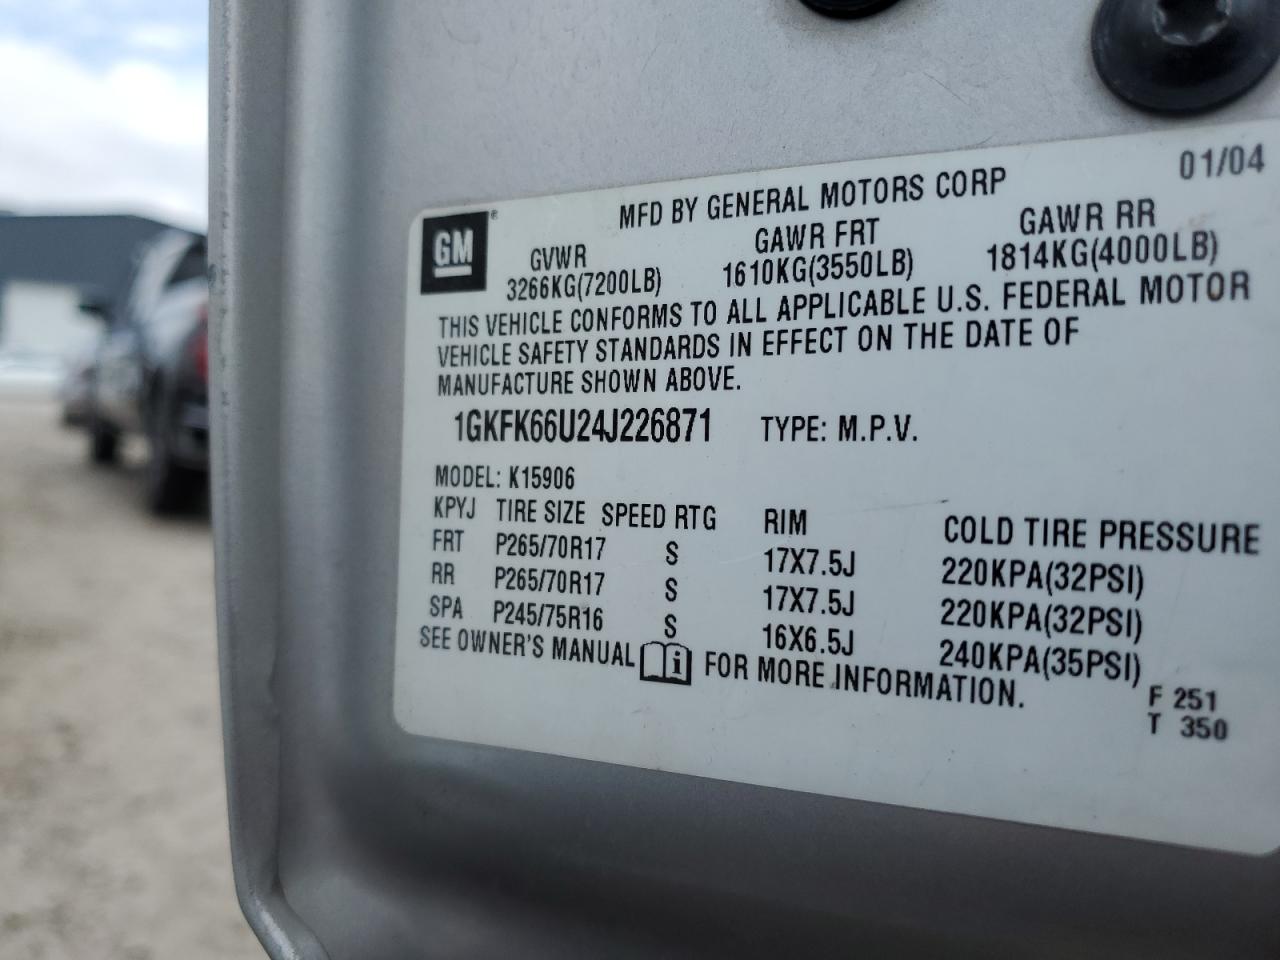 01/04
MFD BY GENERAL MOTORS CORP
GM®
GVWR GAWR FRT GAWR RR
3266KG(7200LB) 1610KG(3550LB) 1814KG(4000LB)
THIS VEHICLE CONFORMS TO ALL APPLICABLE U.S. FEDERAL MOTOR
VEHICLE SAFETY STANDARDS IN EFFECT ON THE DATE OF
MANUFACTURE SHOWN ABOVE.
1GKFK66U24J226871 TYPE: M.P.V.
MODEL: K15906
KPYJ TIRE SIZE SPEED RTG RIM COLD TIRE PRESSURE
FRT P265/70R17 S 17X7.5J 220KPA(32PSI)
RR P265/70R17 S 17X7.5J 220KPA(32PSI)
SPA P245/75R16 S 16X6.5J 240KPA(35PSI)
SEE OWNER'S MANUAL i FOR MORE INFORMATION.
F 251
T 350